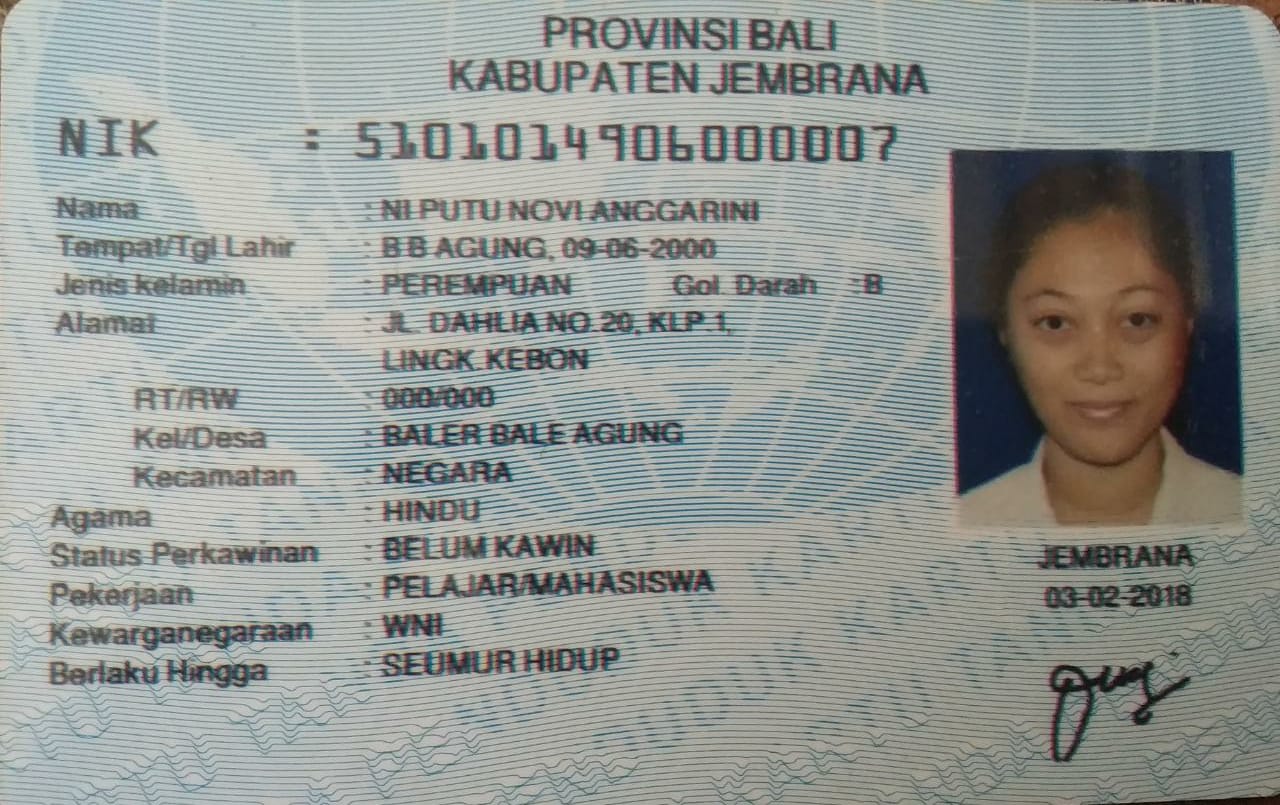 PROVINSI BALI
KABUPATEN JEMBRANA
NIK : 5101014906000007
Nama : NI PUTU NOVI ANGGARINI
Tempat/Tgl Lahir : B B AGUNG, 09-06-2000
Jenis kelamin : PEREMPUAN Gol. Darah : B
Alamat : JL. DAHLIA NO.20, KLP.1,
LINGK. KEBON
RT/RW : 000/000
Kel/Desa : BALER BALE AGUNG
Kecamatan : NEGARA
Agama : HINDU
Status Perkawinan : BELUM KAWIN
Pekerjaan : PELAJAR/MAHASISWA
Kewarganegaraan : WNI
Berlaku Hingga : SEUMUR HIDUP
JEMBRANA
03-02-2018